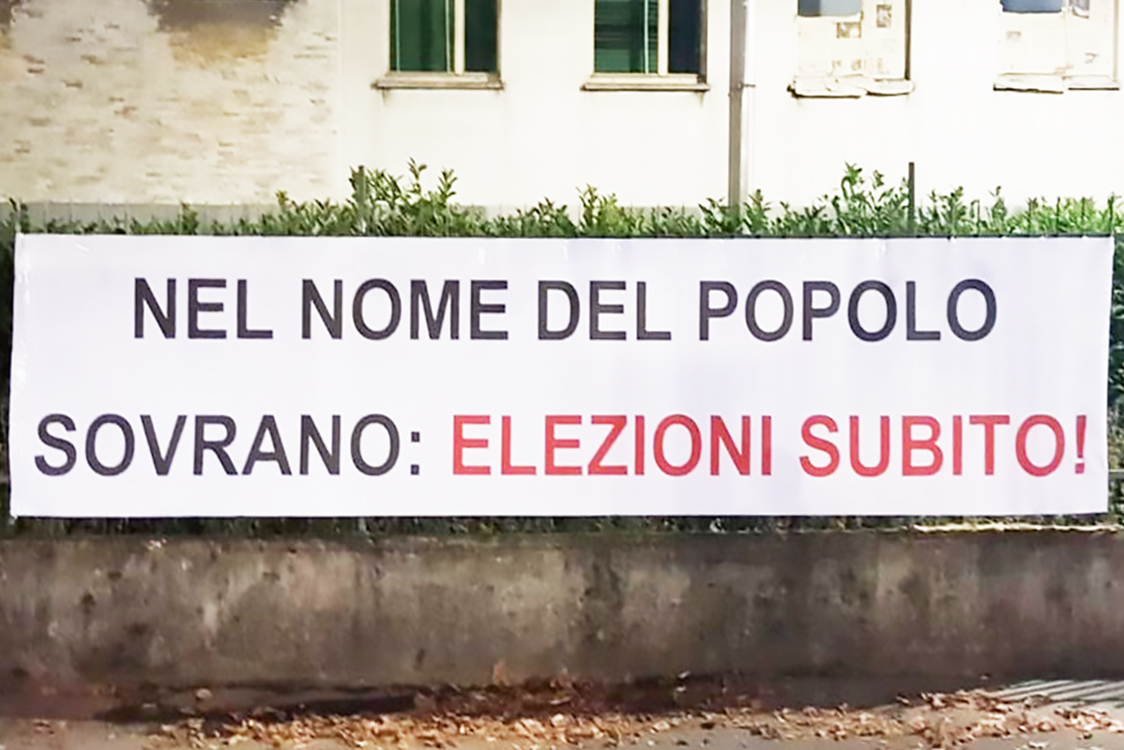 NEL NOME DEL POPOLO
SOVRANO: ELEZIONI SUBITO!